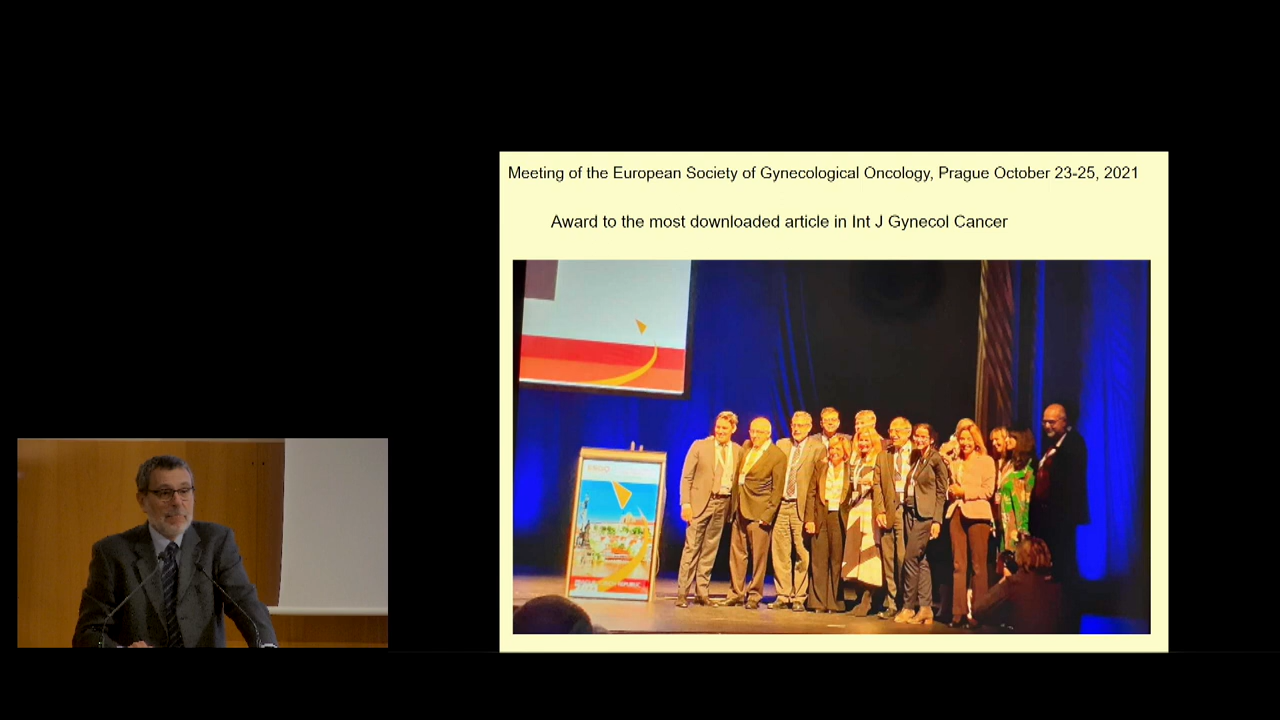 Meeting of the European Society of Gynecological Oncology, Prague October 23-25, 2021
Award to the most downloaded article in Int J Gynecol Cancer